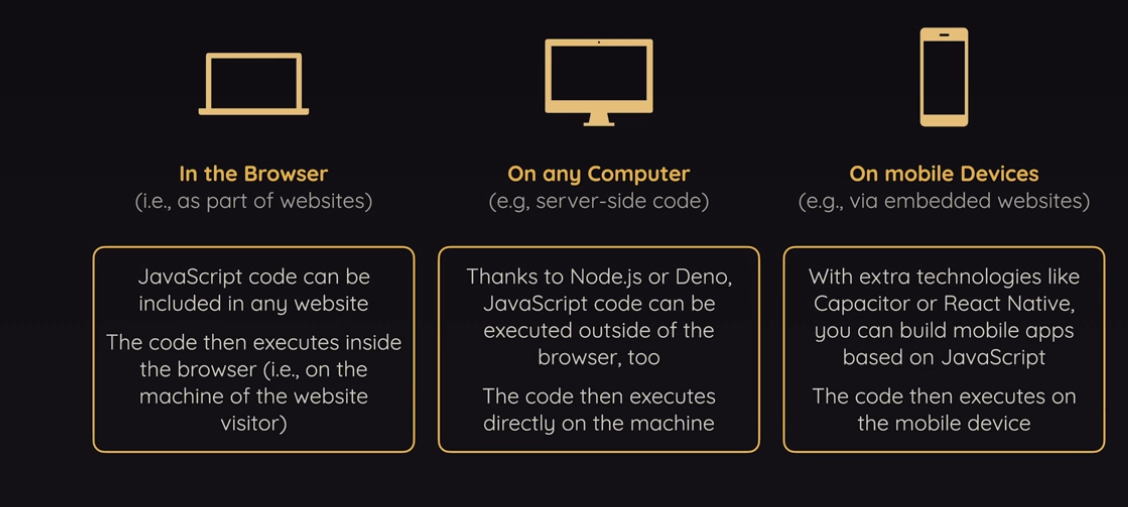 In the Browser
(i.e., as part of websites)
JavaScript code can be
included in any website
The code then executes inside
the browser (i.e., on the
machine of the website
visitor)
On any Computer
(e.g, server-side code)
Thanks to Node.js or Deno,
JavaScript code can be
executed outside of the
browser, too
The code then executes
directly on the machine
On mobile Devices
(e.g., via embedded websites)
With extra technologies like
Capacitor or React Native,
you can build mobile apps
based on JavaScript
The code then executes on
the mobile device